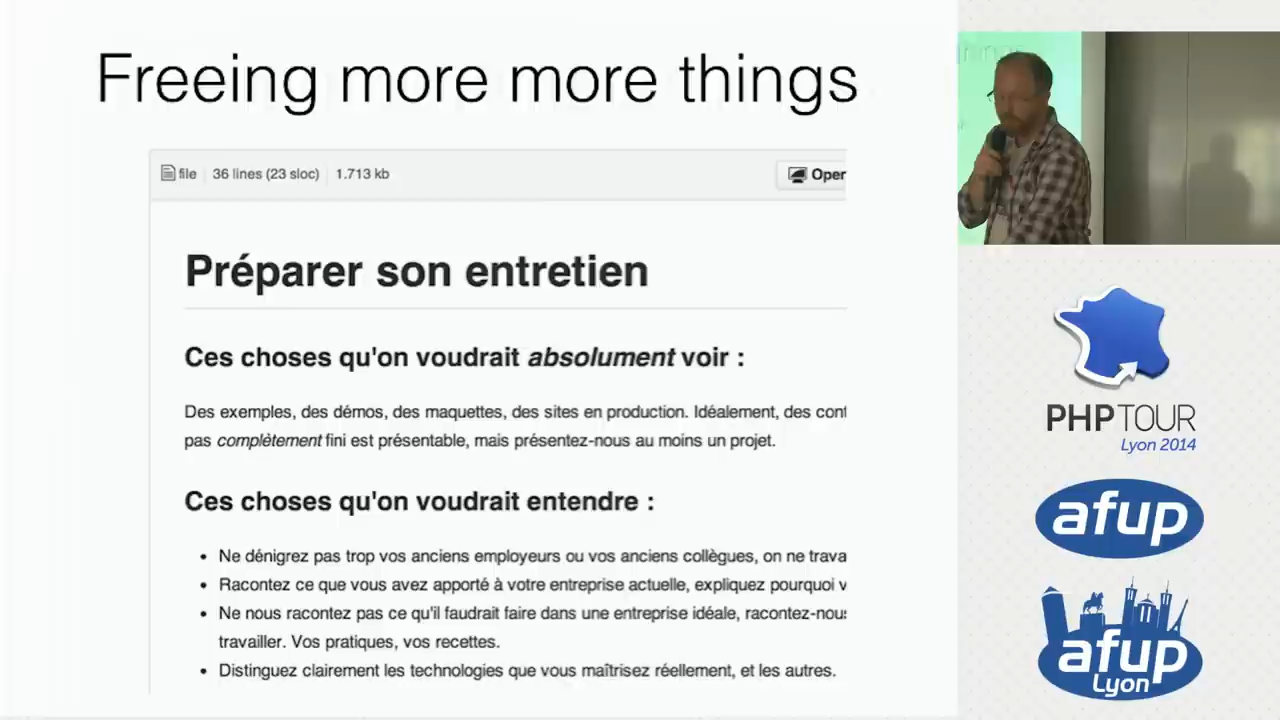 Freeing more more things
file 36 lines (23 sloc) 1.713 kb
Oper
Préparer son entretien
Ces choses qu'on voudrait absolument voir :
Des exemples, des démos, des maquettes, des sites en production. Idéalement, des cont
pas complètement fini est présentable, mais présentez-nous au moins un projet.
Ces choses qu'on voudrait entendre :
• Ne dénigrez pas trop vos anciens employeurs ou vos anciens collègues, on ne trava
• Racontez ce que vous avez apporté à votre entreprise actuelle, expliquez pourquoi v
• Ne nous racontez pas ce qu'il faudrait faire dans une entreprise idéale, racontez-nous
travailler. Vos pratiques, vos recettes.
• Distinguez clairement les technologies que vous maîtrisez réellement, et les autres.
PHPTOUR
Lyon 2014
afup
afup
Lyon